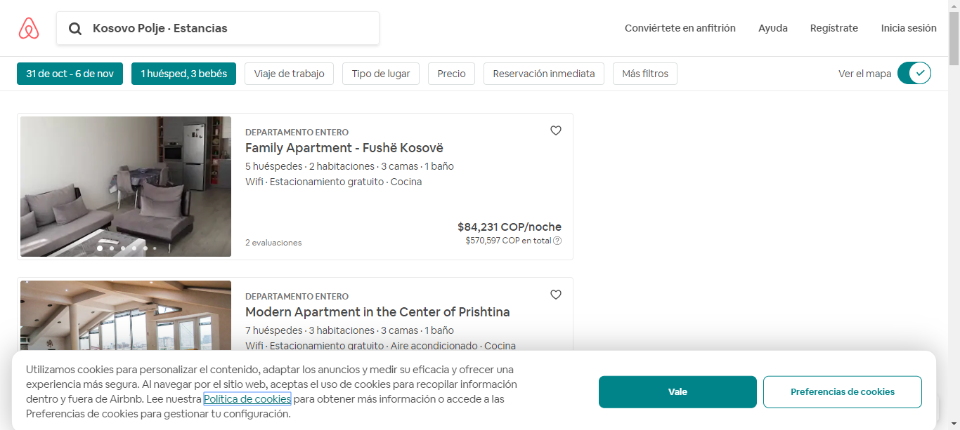 Kosovo Polje · Estancias
Conviértete en anfitrión
Ayuda
Regístrate
Inicia sesión
31 de oct - 6 de nov
1 huésped, 3 bebés
Viaje de trabajo
Tipo de lugar
Precio
Reservación inmediata
Más filtros
Ver el mapa
DEPARTAMENTO ENTERO
Family Apartment - Fushë Kosovë
5 huéspedes · 2 habitaciones · 3 camas · 1 baño
Wifi · Estacionamiento gratuito · Cocina
$84,231 COP/noche
2 evaluaciones
$570,597 COP en total ?
DEPARTAMENTO ENTERO
Modern Apartment in the Center of Prishtina
7 huéspedes · 3 habitaciones · 3 camas · 1 baño
Wifi · Estacionamiento gratuito · Aire acondicionado · Cocina
Utilizamos cookies para personalizar el contenido, adaptar los anuncios y medir su eficacia y ofrecer una
experiencia más segura. Al navegar por el sitio web, aceptas el uso de cookies para recopilar información
dentro y fuera de Airbnb. Lee nuestra Política de cookies para obtener más información o accede a las
Preferencias de cookies para gestionar tu configuración.
Vale
Preferencias de cookies